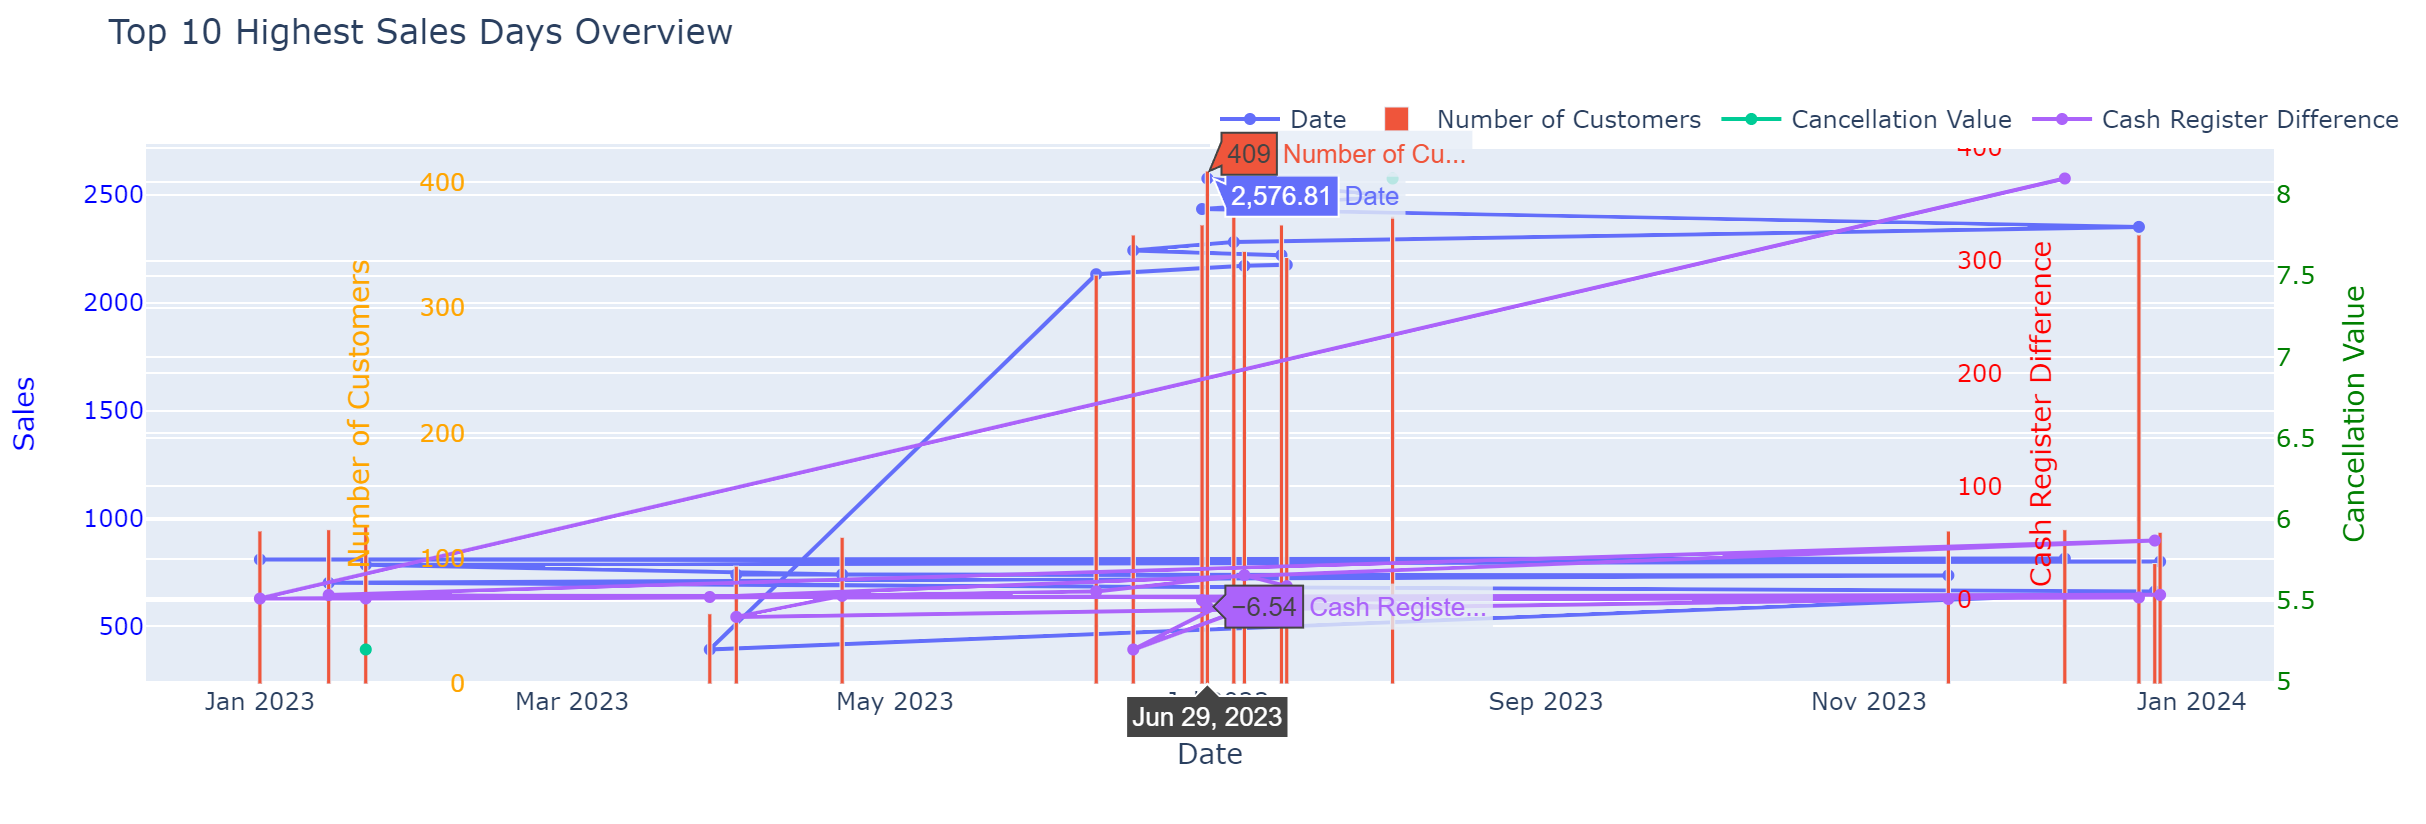 Top 10 Highest Sales Days Overview
Date
Number of Customers
Cancellation Value
Cash Register Difference
409 Number of Cu...
2,576.81 Date
−6.54 Cash Registe...
Sales
2500
2000
1500
1000
500
Number of Customers
400
300
200
100
0
Cash Register Difference
400
300
200
100
0
Cancellation Value
8
7.5
7
6.5
6
5.5
5
Jan 2023
Mar 2023
May 2023
Sep 2023
Nov 2023
Jan 2024
Jun 29, 2023
Date